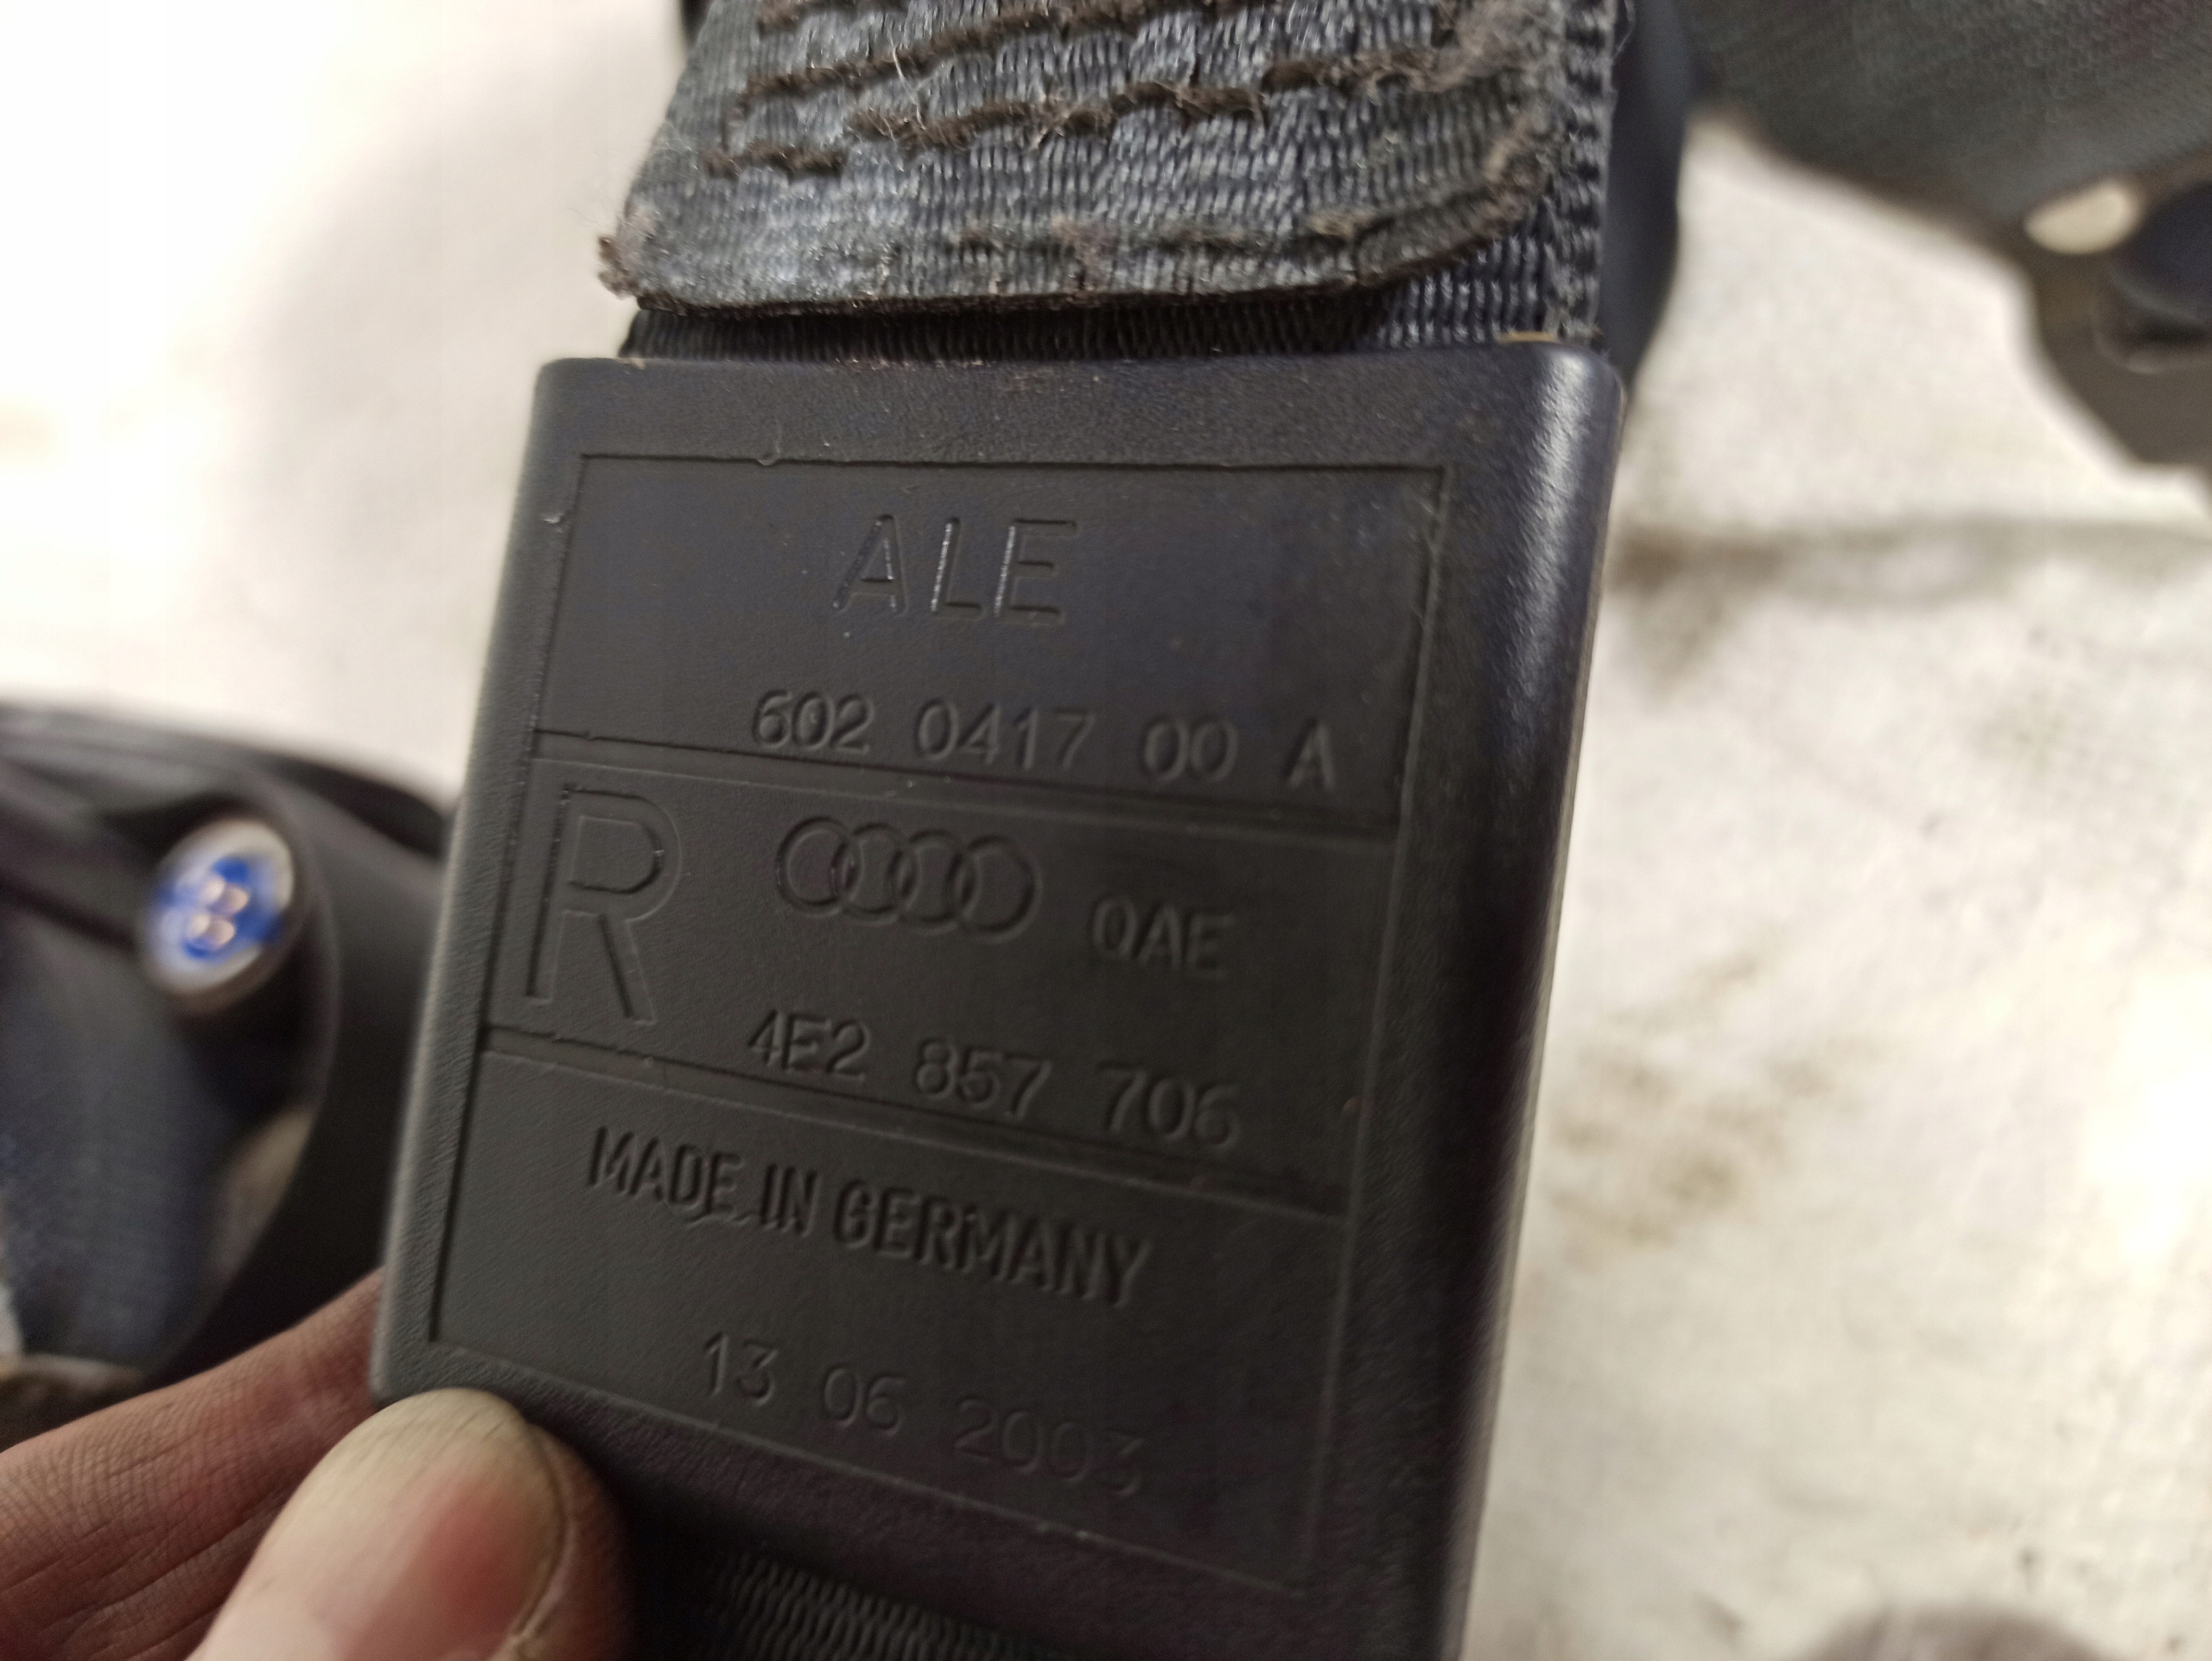 ALE
602 0417 00 A
R
QAE
4E2 857 706
MADE IN GERMANY
13 06 2003